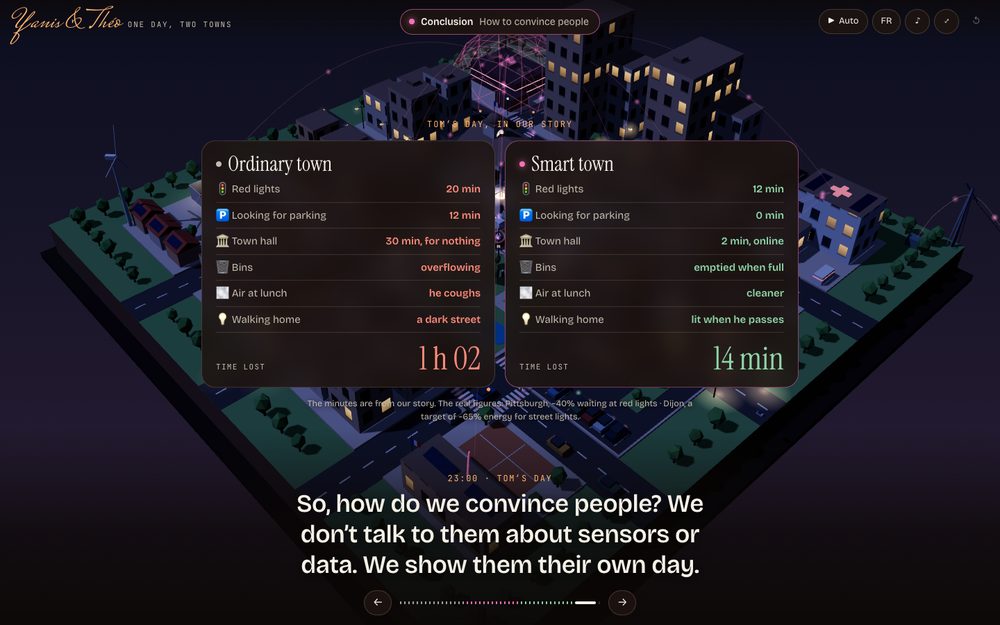 Yanis & Théo ONE DAY, TWO TOWNS
Conclusion How to convince people
Auto
FR
TOM'S DAY, IN OUR STORY
Ordinary town
Red lights 20 min
P Looking for parking 12 min
Town hall 30 min, for nothing
Bins overflowing
Air at lunch he coughs
Walking home a dark street
TIME LOST 1 h 02
Smart town
Red lights 12 min
P Looking for parking 0 min
Town hall 2 min, online
Bins emptied when full
Air at lunch cleaner
Walking home lit when he passes
TIME LOST 14 min
The minutes are from our story. The real figures: Pittsburgh, −40% waiting at red lights · Dijon, a
target of −65% energy for street lights.
23:00 · TOM'S DAY
So, how do we convince people? We
don't talk to them about sensors or
data. We show them their own day.